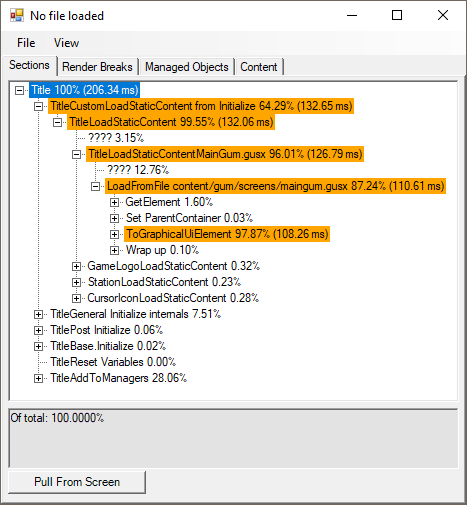 No file loaded
File View
Sections Render Breaks Managed Objects Content
Title 100% (206.34 ms)
TitleCustomLoadStaticContent from Initialize 64.29% (132.65 ms)
TitleLoadStaticContent 99.55% (132.06 ms)
???? 3.15%
TitleLoadStaticContentMainGum.gusx 96.01% (126.79 ms)
???? 12.76%
LoadFromFile content/gum/screens/maingum.gusx 87.24% (110.61 ms)
GetElement 1.60%
Set ParentContainer 0.03%
ToGraphicalUiElement 97.87% (108.26 ms)
Wrap up 0.10%
GameLogoLoadStaticContent 0.32%
StationLoadStaticContent 0.23%
CursorIconLoadStaticContent 0.28%
TitleGeneral Initialize internals 7.51%
TitlePost Initialize 0.06%
TitleBase.Initialize 0.02%
TitleReset Variables 0.00%
TitleAddToManagers 28.06%
Of total: 100.0000%
Pull From Screen